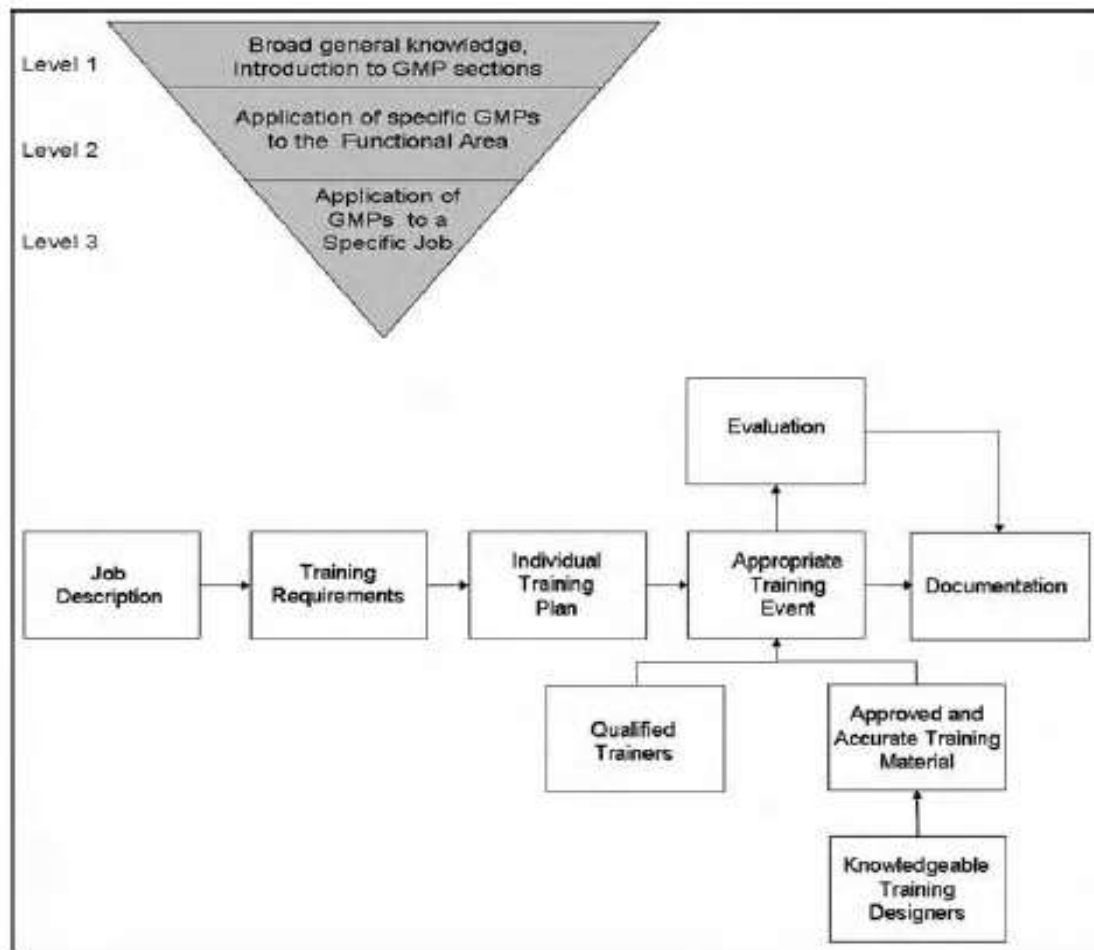 Level 1
Broad general knowledge,
Introduction to GMP sections
Level 2
Application of specific GMPs
to the Functional Area
Level 3
Application of
GMPs to a
Specific Job
Evaluation
Job
Description
Training
Requirements
Individual
Training
Plan
Appropriate
Training
Event
Documentation
Qualified
Trainers
Approved and
Accurate Training
Material
Knowledgeable
Training
Designers